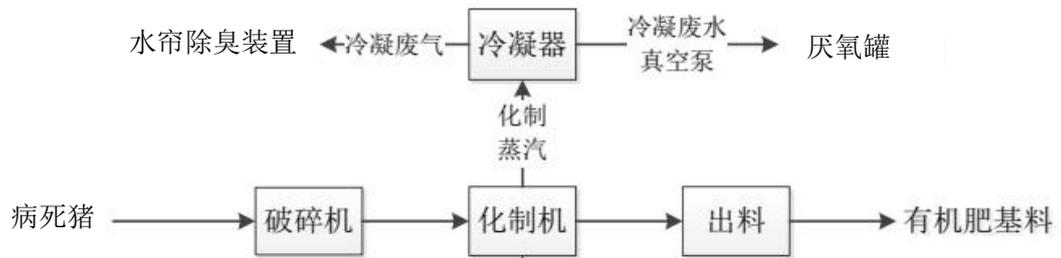 水帘除臭装置
冷凝废气
冷凝器
冷凝废水
真空泵
厌氧罐
化制
蒸汽
病死猪
破碎机
化制机
出料
有机肥基料